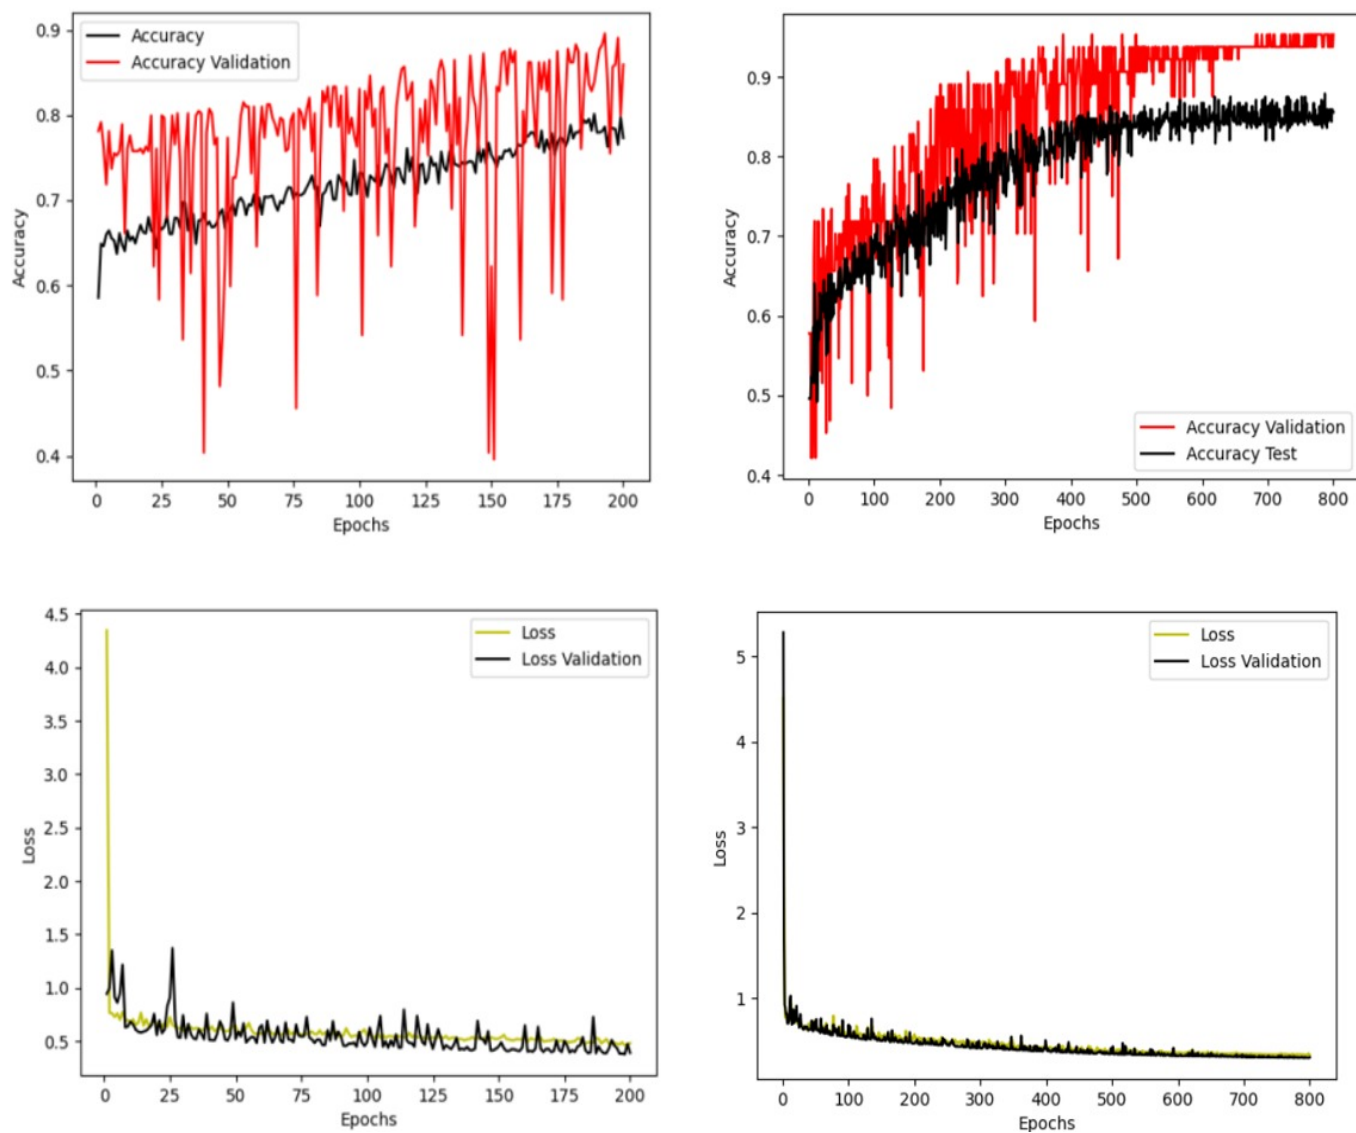 0.9
0.8
0.7
0.6
0.5
0.4
Accuracy
Accuracy
Accuracy Validation
0 25 50 75 100 125 150 175 200
Epochs
0.9
0.8
0.7
0.6
0.5
0.4
Accuracy
Accuracy Validation
Accuracy Test
0 100 200 300 400 500 600 700 800
Epochs
4.5
4.0
3.5
3.0
2.5
2.0
1.5
1.0
0.5
Loss
Loss
Loss Validation
0 25 50 75 100 125 150 175 200
Epochs
5
4
3
2
1
Loss
Loss
Loss Validation
0 100 200 300 400 500 600 700 800
Epochs